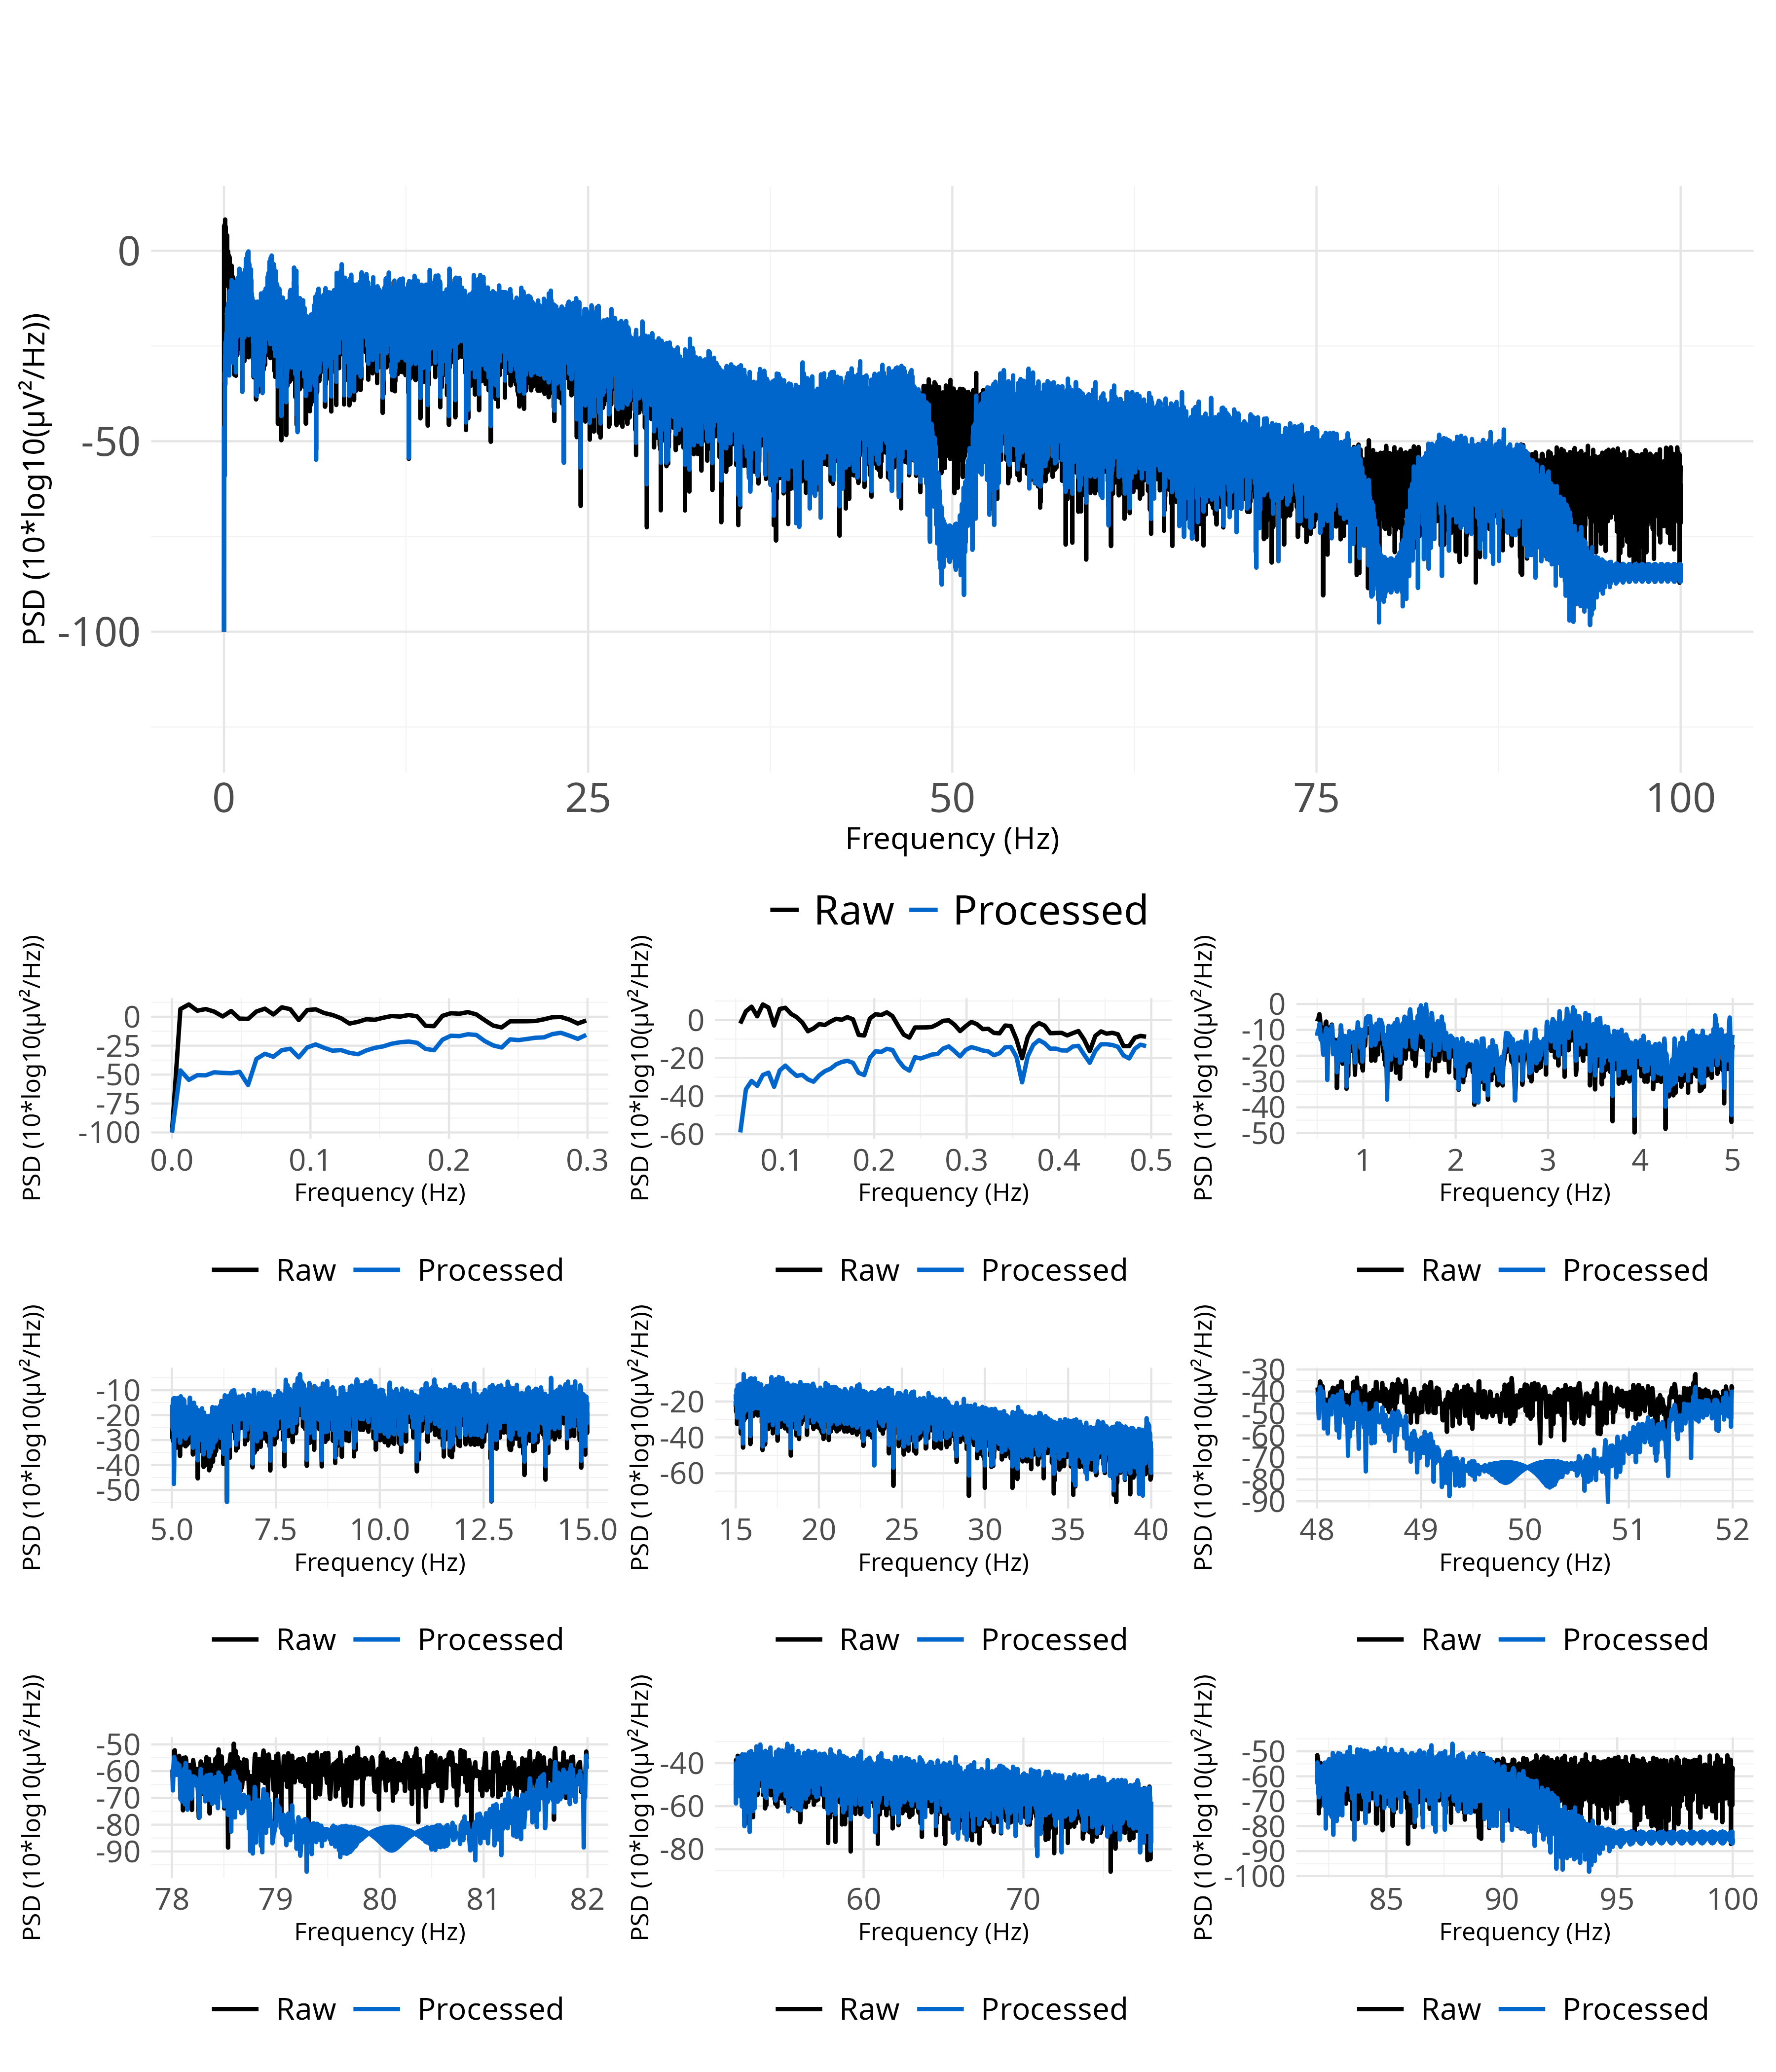 PSD (10*log10(µV²/Hz))
0
-50
-100
0 25 50 75 100
Frequency (Hz)
Raw Processed
PSD (10*log10(µV²/Hz))
0
-25
-50
-75
-100
0.0 0.1 0.2 0.3
Frequency (Hz)
Raw Processed
PSD (10*log10(µV²/Hz))
0
-20
-40
-60
0.1 0.2 0.3 0.4 0.5
Frequency (Hz)
Raw Processed
PSD (10*log10(µV²/Hz))
0
-10
-20
-30
-40
-50
1 2 3 4 5
Frequency (Hz)
Raw Processed
PSD (10*log10(µV²/Hz))
-10
-20
-30
-40
-50
5.0 7.5 10.0 12.5 15.0
Frequency (Hz)
Raw Processed
PSD (10*log10(µV²/Hz))
-20
-40
-60
15 20 25 30 35 40
Frequency (Hz)
Raw Processed
PSD (10*log10(µV²/Hz))
-30
-40
-50
-60
-70
-80
-90
48 49 50 51 52
Frequency (Hz)
Raw Processed
PSD (10*log10(µV²/Hz))
-50
-60
-70
-80
-90
78 79 80 81 82
Frequency (Hz)
Raw Processed
PSD (10*log10(µV²/Hz))
-40
-60
-80
60 70
Frequency (Hz)
Raw Processed
PSD (10*log10(µV²/Hz))
-50
-60
-70
-80
-90
-100
85 90 95 100
Frequency (Hz)
Raw Processed